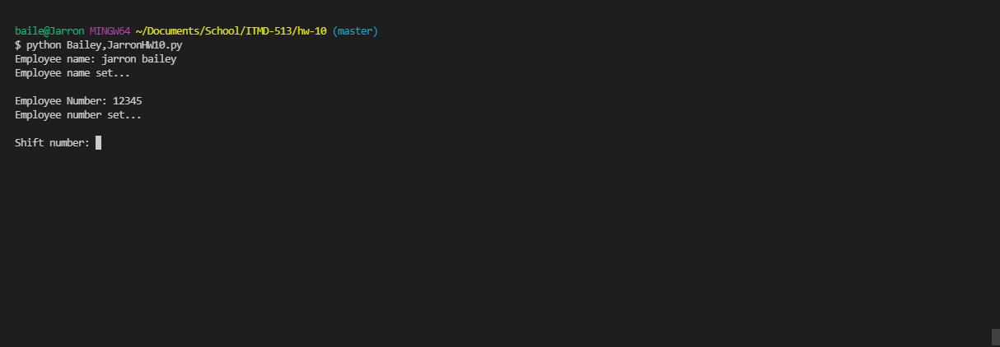 baile@Jarron MINGW64 ~/Documents/School/ITMD-513/hw-10 (master)
$ python Bailey,JarronHW10.py
Employee name: jarron bailey
Employee name set...
Employee Number: 12345
Employee number set...
Shift number: